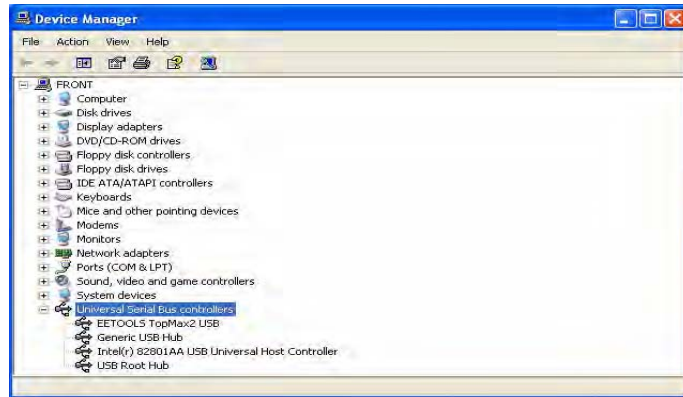 Device Manager
File Action View Help
FRONT
Computer
Disk drives
Display adapters
DVD/CD-ROM drives
Floppy disk controllers
Floppy disk drives
IDE ATA/ATAPI controllers
Keyboards
Mice and other pointing devices
Modems
Monitors
Network adapters
Ports (COM & LPT)
Sound, video and game controllers
System devices
Universal Serial Bus controllers
EETOOLS TopMax2 USB
Generic USB Hub
Intel(r) 82801AA USB Universal Host Controller
USB Root Hub